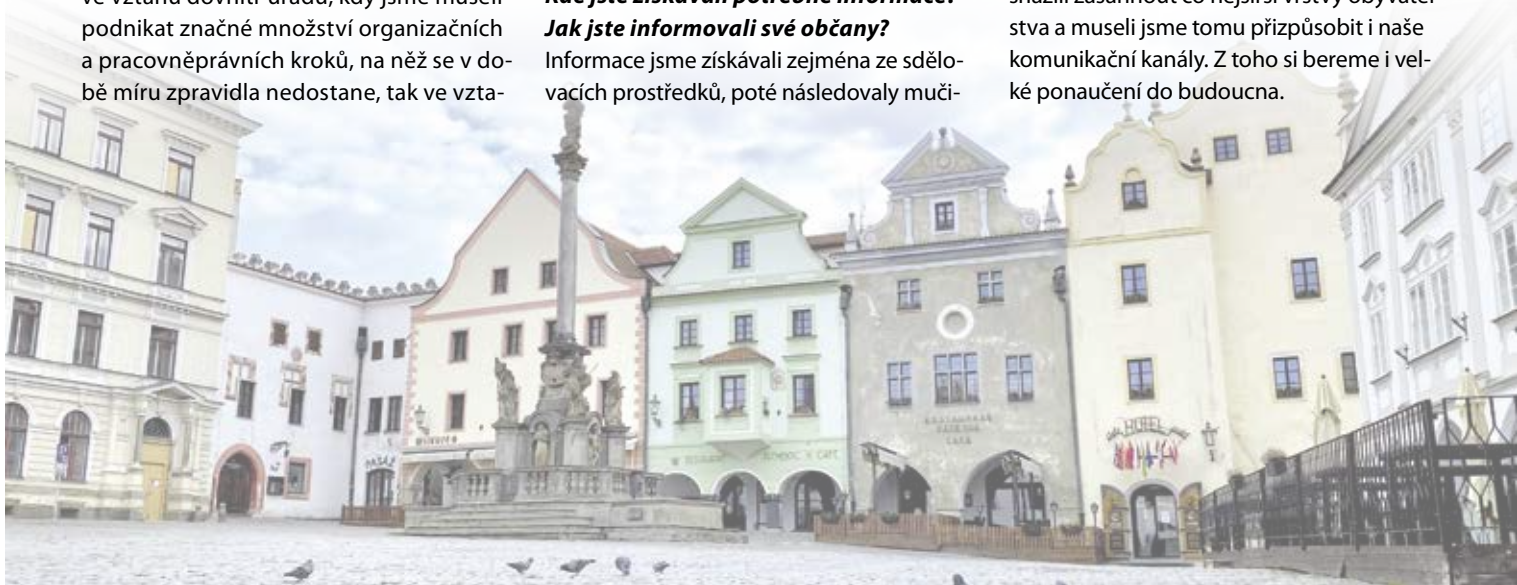 podnikat značné množství organizačních
a pracovněprávních kroků, na něž se v do-
bě míru zpravidla nedostane, tak ve vzta-
Jak jste informovali své občany?
Informace jsme získávali zejména ze sdělo-
vacích prostředků, poté následovaly muči-
stva a museli jsme tomu přizpůsobit i naše
komunikační kanály. Z toho si bereme i vel-
ké ponaučení do budoucna.
PASÁŽ
HOTEL